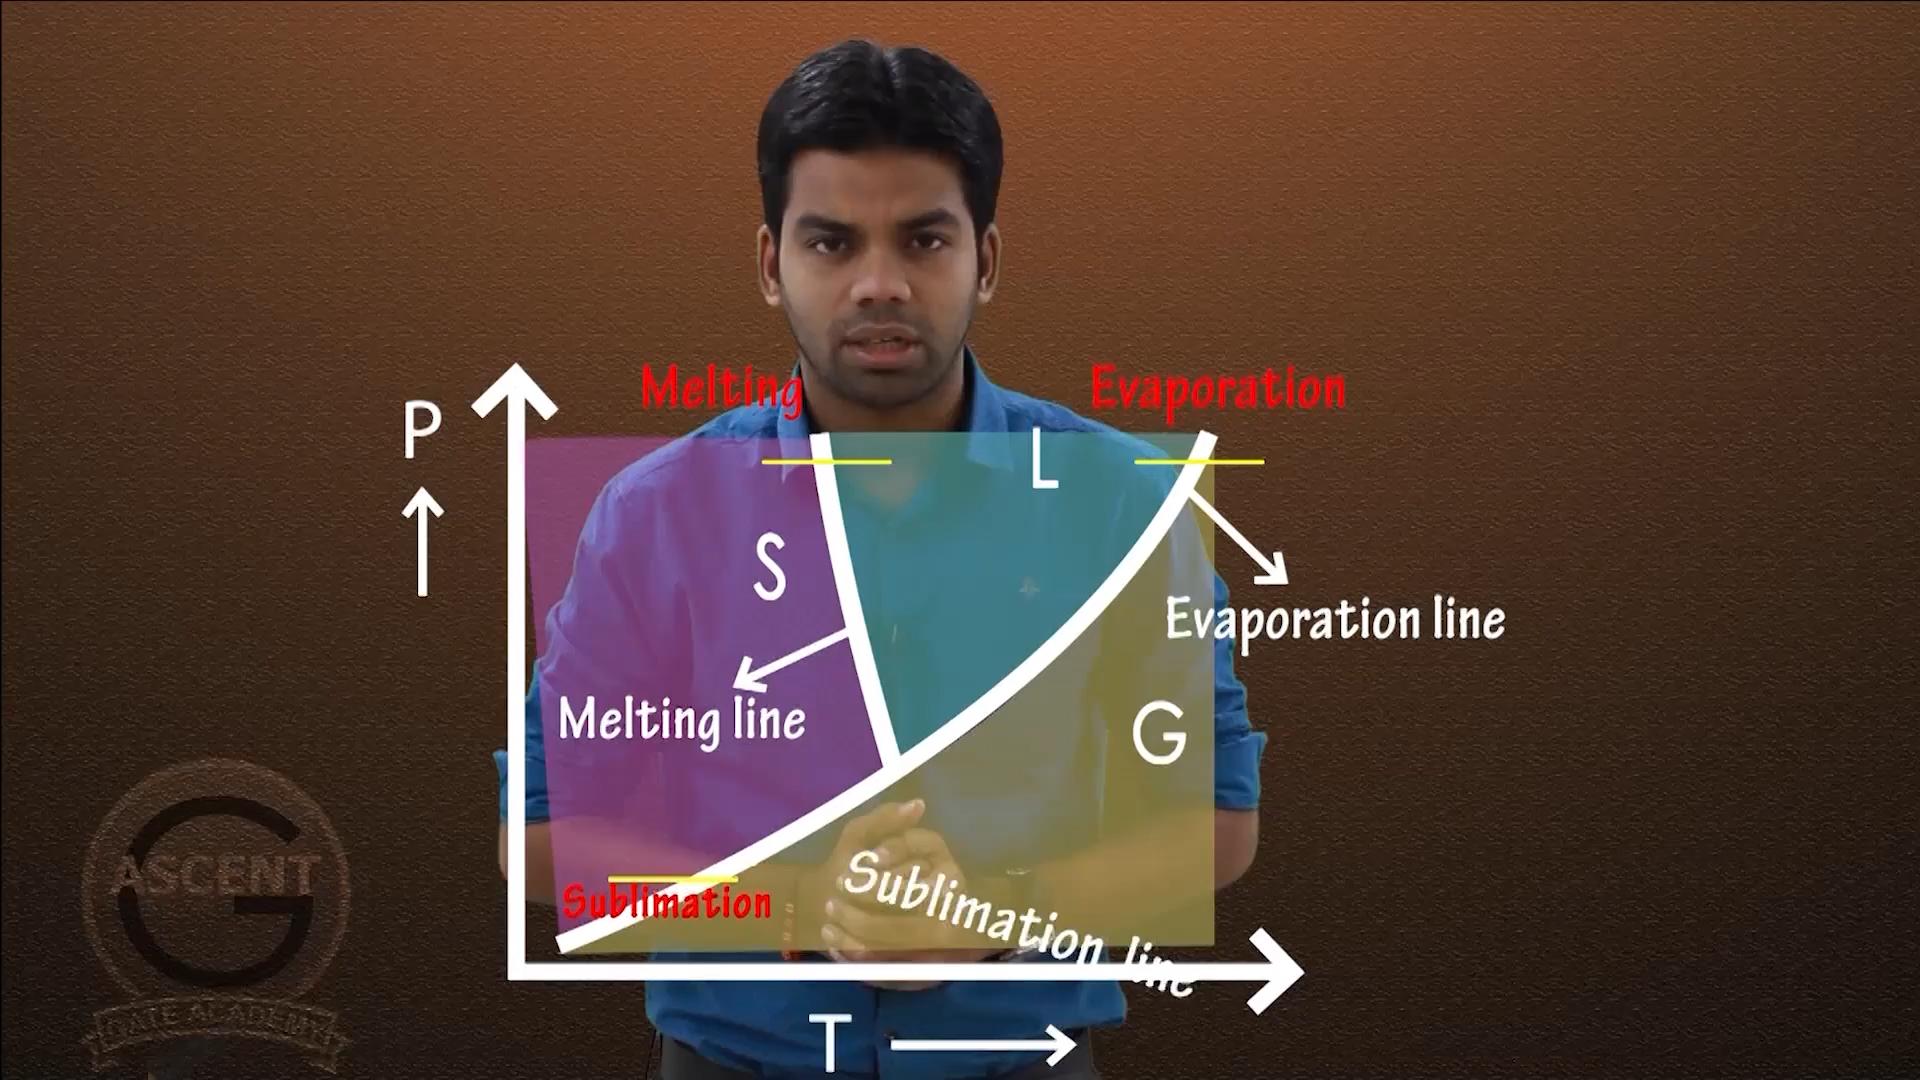 Melting
Evaporation
P
L
S
Evaporation line
Melting line
G
Sublimation
Sublimation line
T
ASCENT
G
GATE ACADEMY